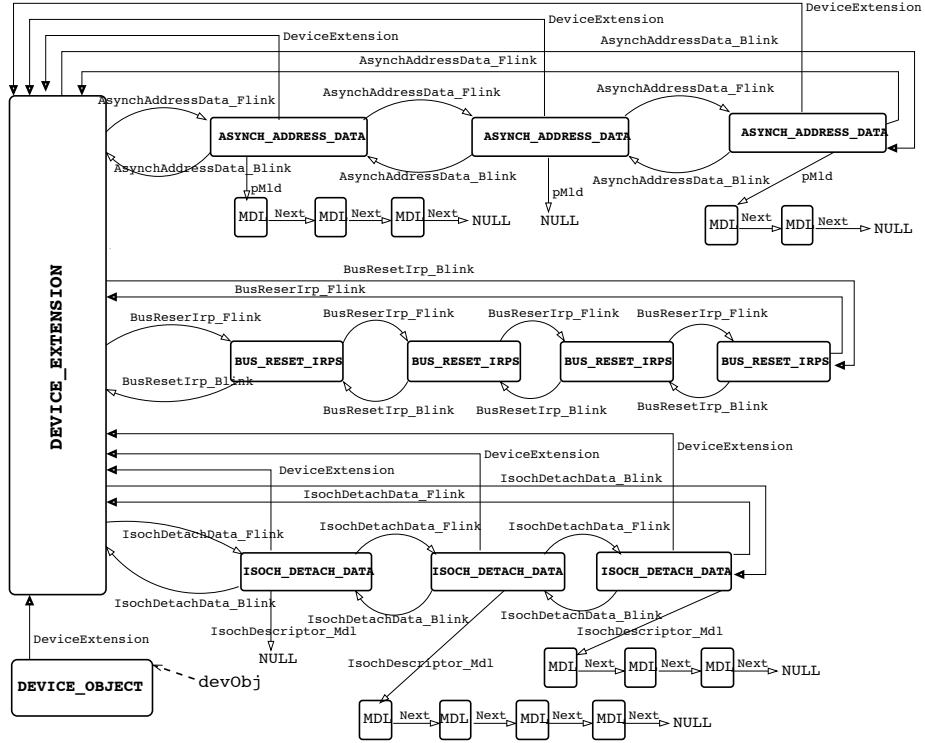 DeviceExtension
DeviceExtension
DeviceExtension
AsynchAddressData_Blink
AsynchAddressData_Flink
AsynchAddressData_Flink
AsynchAddressData_Flink
AsynchAddressData_Flink
ASYNCH_ADDRESS_DATA
ASYNCH_ADDRESS_DATA
ASYNCH_ADDRESS_DATA
AsynchAddressData_Blink
AsynchAddressData_Blink
AsynchAddressData_Blink
pMld
pMld
pMld
MDL Next MDL Next MDL Next NULL
NULL
MDL Next MDL Next NULL
DEVICE_EXTENSION
BusResetIrp_Blink
BusReserIrp_Flink
BusReserIrp_Flink
BusReserIrp_Flink
BusReserIrp_Flink
BusReserIrp_Flink
BUS_RESET_IRPS
BUS_RESET_IRPS
BUS_RESET_IRPS
BUS_RESET_IRPS
BusResetIrp_Blink
BusResetIrp_Blink
BusResetIrp_Blink
BusResetIrp_Blink
DeviceExtension
DeviceExtension
DeviceExtension
IsochDetachData_Blink
IsochDetachData_Flink
IsochDetachData_Flink
IsochDetachData_Flink
IsochDetachData_Flink
ISOCH_DETACH_DATA
ISOCH_DETACH_DATA
ISOCH_DETACH_DATA
IsochDetachData_Blink
IsochDetachData_Blink
IsochDetachData_Blink
IsochDescriptor_Mdl
IsochDescriptor_Mdl
IsochDescriptor_Mdl
NULL
MDL Next MDL Next MDL Next NULL
MDL Next MDL Next MDL Next MDL Next NULL
DeviceExtension
DEVICE_OBJECT
devObj